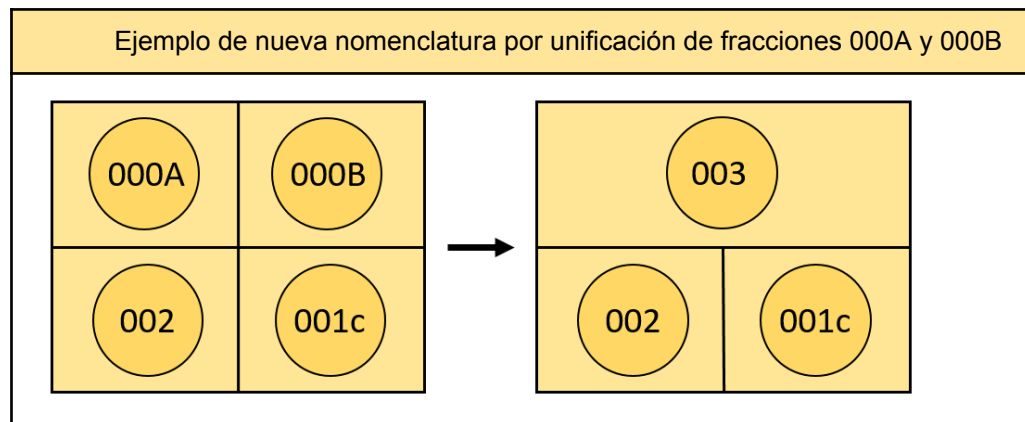 Ejemplo de nueva nomenclatura por unificación de fracciones 000A y 000B
000A 000B
002 001c
003
002 001c